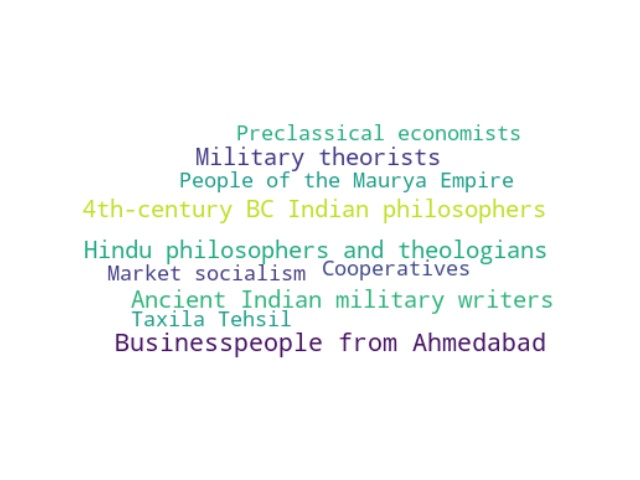 Preclassical economists
Military theorists
People of the Maurya Empire
4th-century BC Indian philosophers
Hindu philosophers and theologians
Market socialism
Cooperatives
Ancient Indian military writers
Taxila Tehsil
Businesspeople from Ahmedabad